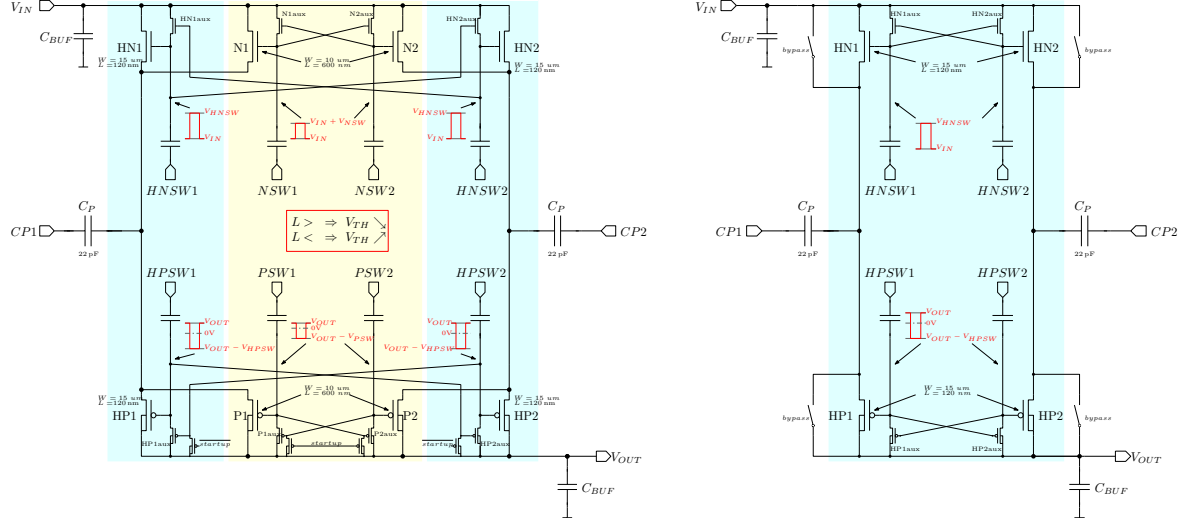 V_IN
C_BUF
HN1aux
N1aux
N2aux
HN2aux
HN1
N1
N2
HN2
W = 15 um
L=120 nm
W = 10 um
L = 600 nm
W = 15 um
L=120 nm
V_HNSW
V_IN
V_IN + V_NSW
V_IN
V_HNSW
V_IN
HNSW1
NSW1
NSW2
HNSW2
C_P
CP1
22 pF
L > ⇒ V_TH ↘
L < ⇒ V_TH ↗
C_P
CP2
22 pF
HPSW1
PSW1
PSW2
HPSW2
V_OUT
0V
V_OUT − V_HPSW
V_OUT
0V
V_OUT − V_PSW
V_OUT
0V
V_OUT − V_HPSW
W = 15 um
L=120 nm
W = 10 um
L = 600 nm
W = 15 um
L=120 nm
HP1
P1
P2
HP2
HP1aux
startup
P1aux
startup
P2aux
startup
HP2aux
V_OUT
C_BUF
V_IN
C_BUF
bypass
HN1aux
HN2aux
HN1
HN2
bypass
W = 15 um
L=120 nm
V_HNSW
V_IN
HNSW1
HNSW2
C_P
CP1
22 pF
C_P
CP2
22 pF
HPSW1
HPSW2
V_OUT
0V
V_OUT − V_HPSW
W = 15 um
L = 120 nm
bypass
HP1
HP2
bypass
HP1aux
HP2aux
V_OUT
C_BUF